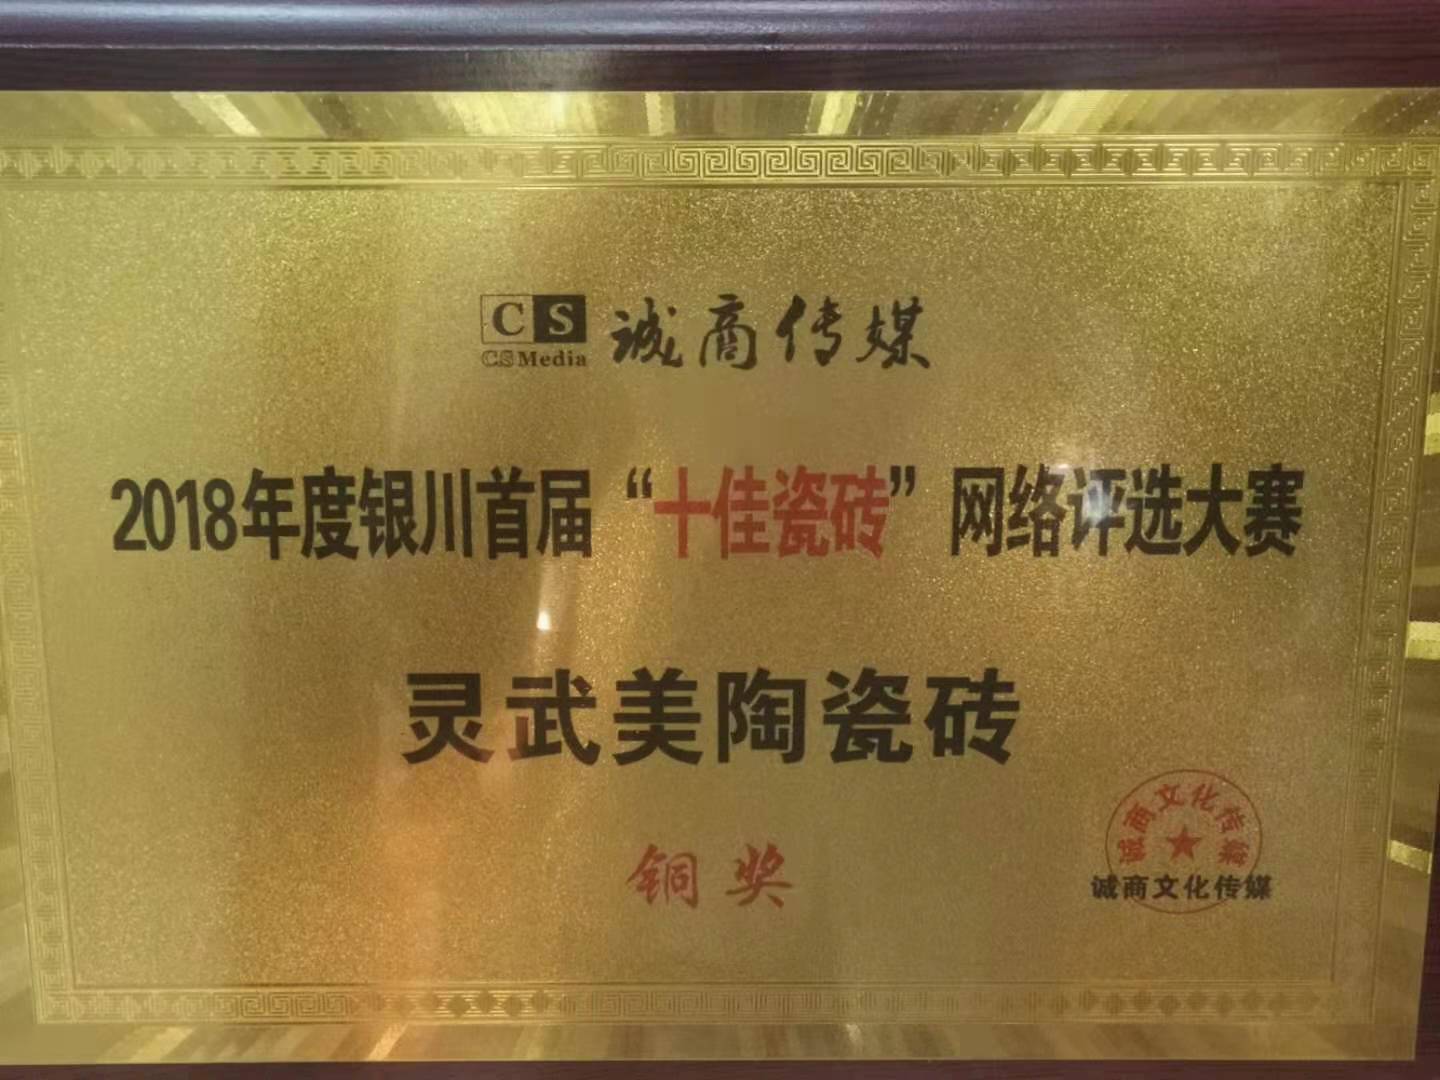 CS 诚商传媒
CS Media
2018年度银川首届“十佳瓷砖”网络评选大赛
灵武美陶瓷砖
铜奖
诚商文化传媒
诚商文化传媒